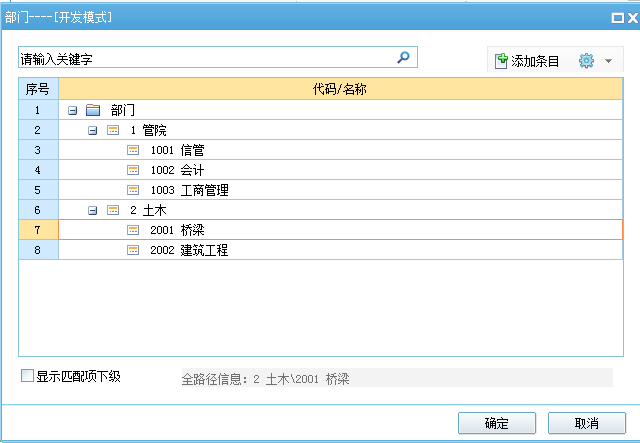 部门----[开发模式]
请输入关键字
添加条目
序号 代码/名称
1 部门
2 1 管院
3 1001 信管
4 1002 会计
5 1003 工商管理
6 2 土木
7 2001 桥梁
8 2002 建筑工程
显示匹配项下级 全路径信息: 2 土木\2001 桥梁
确定 取消